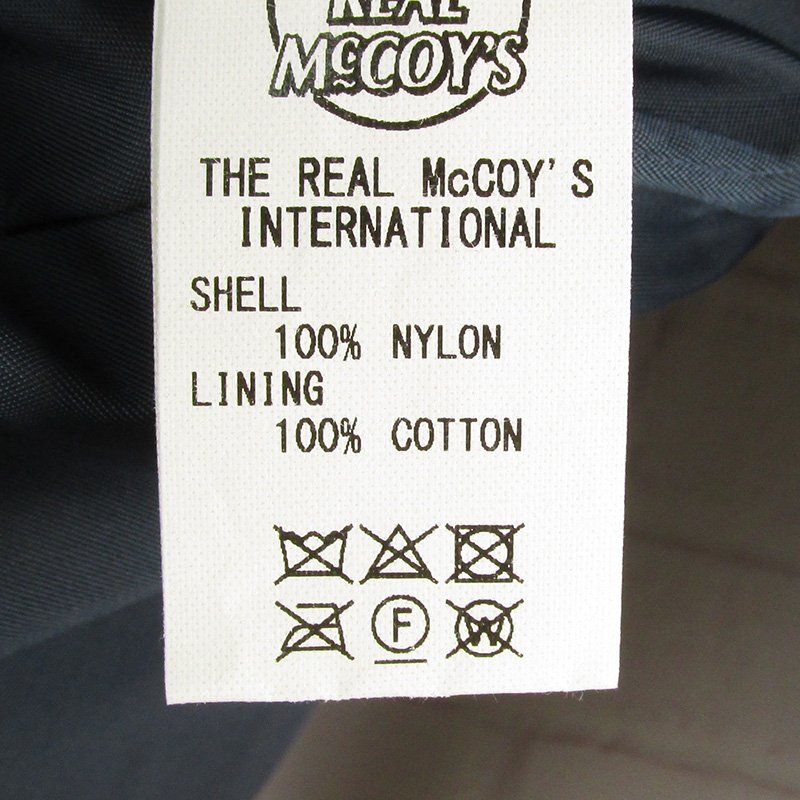 REAL
McCOY'S
THE REAL McCOY'S
INTERNATIONAL
SHELL
100% NYLON
LINING
100% COTTON
F
W